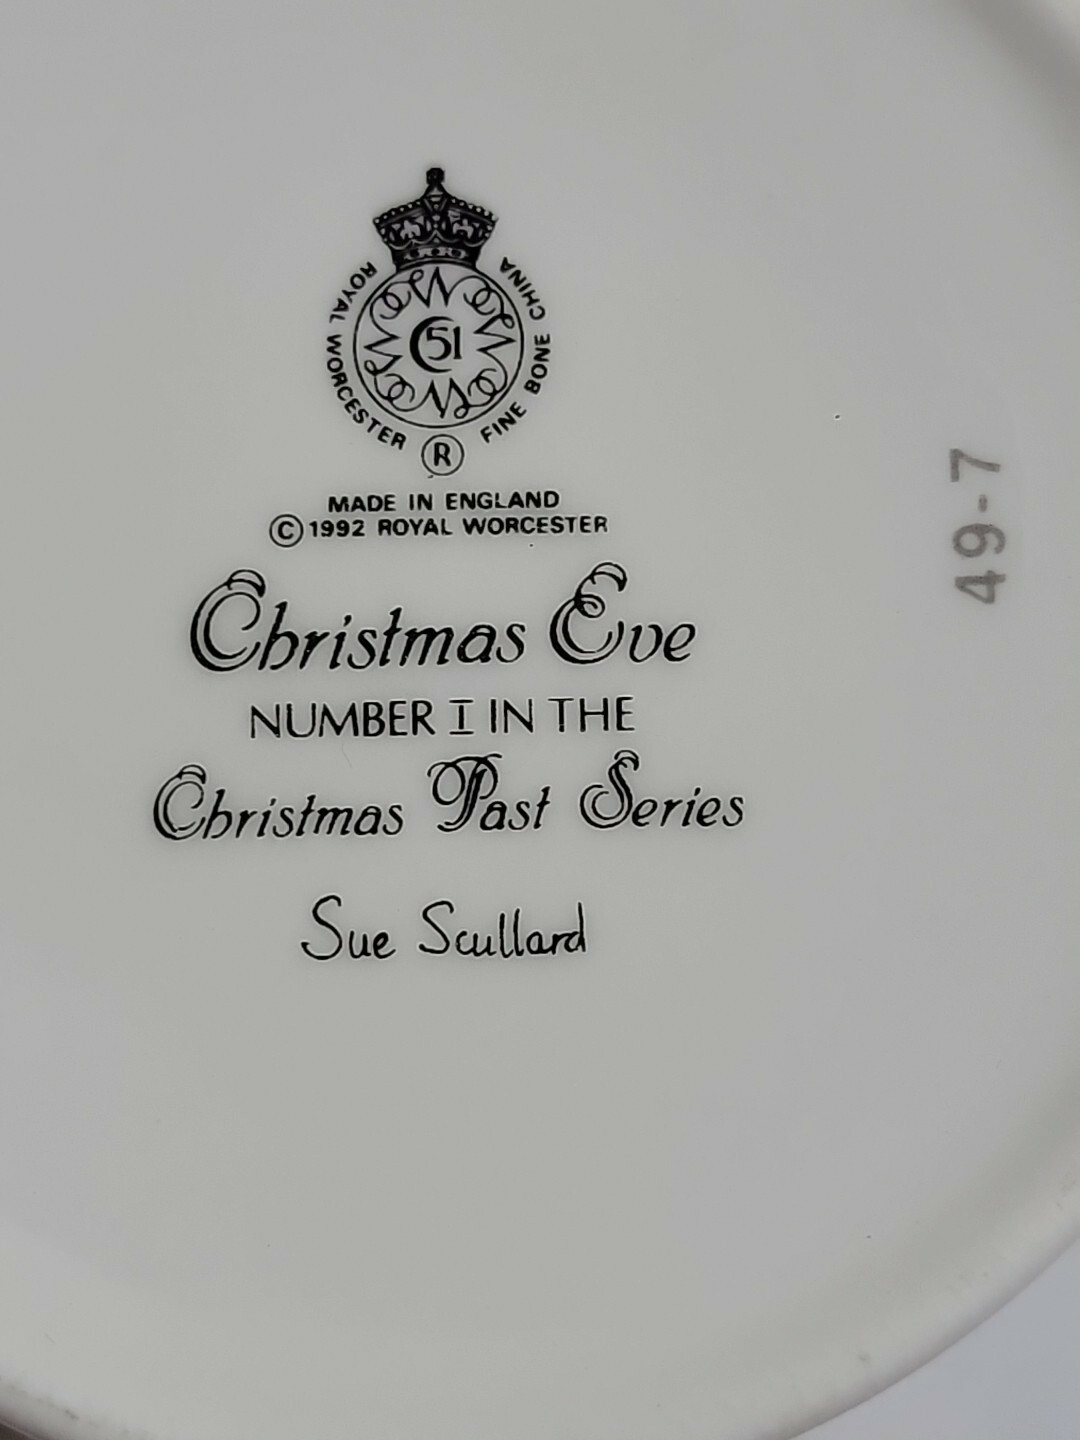 ROYAL WORCESTER FINE BONE CHINA
51
R
MADE IN ENGLAND
© 1992 ROYAL WORCESTER
Christmas Eve
NUMBER I IN THE
Christmas Past Series
Sue Scullard
49-7